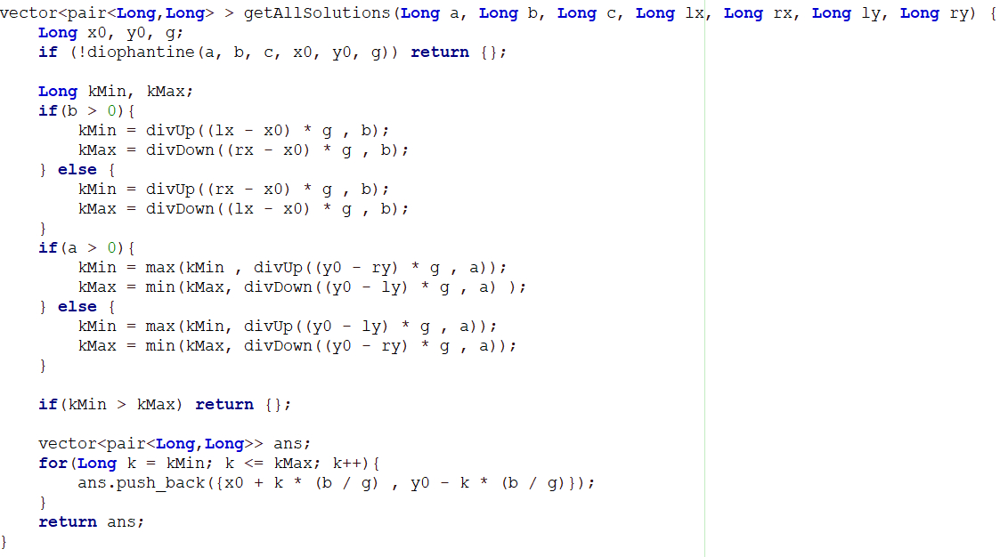 vector<pair<Long,Long> > getAllSolutions(Long a, Long b, Long c, Long lx, Long rx, Long ly, Long ry) {
    Long x0, y0, g;
    if (!diophantine(a, b, c, x0, y0, g)) return {};

    Long kMin, kMax;
    if(b > 0){
        kMin = divUp((lx - x0) * g , b);
        kMax = divDown((rx - x0) * g , b);
    } else {
        kMin = divUp((rx - x0) * g , b);
        kMax = divDown((lx - x0) * g , b);
    }
    if(a > 0){
        kMin = max(kMin , divUp((y0 - ry) * g , a));
        kMax = min(kMax, divDown((y0 - ly) * g , a) );
    } else {
        kMin = max(kMin, divUp((y0 - ly) * g , a));
        kMax = min(kMax, divDown((y0 - ry) * g , a));
    }

    if(kMin > kMax) return {};

    vector<pair<Long,Long>> ans;
    for(Long k = kMin; k <= kMax; k++){
        ans.push_back({x0 + k * (b / g) , y0 - k * (b / g)});
    }
    return ans;
}